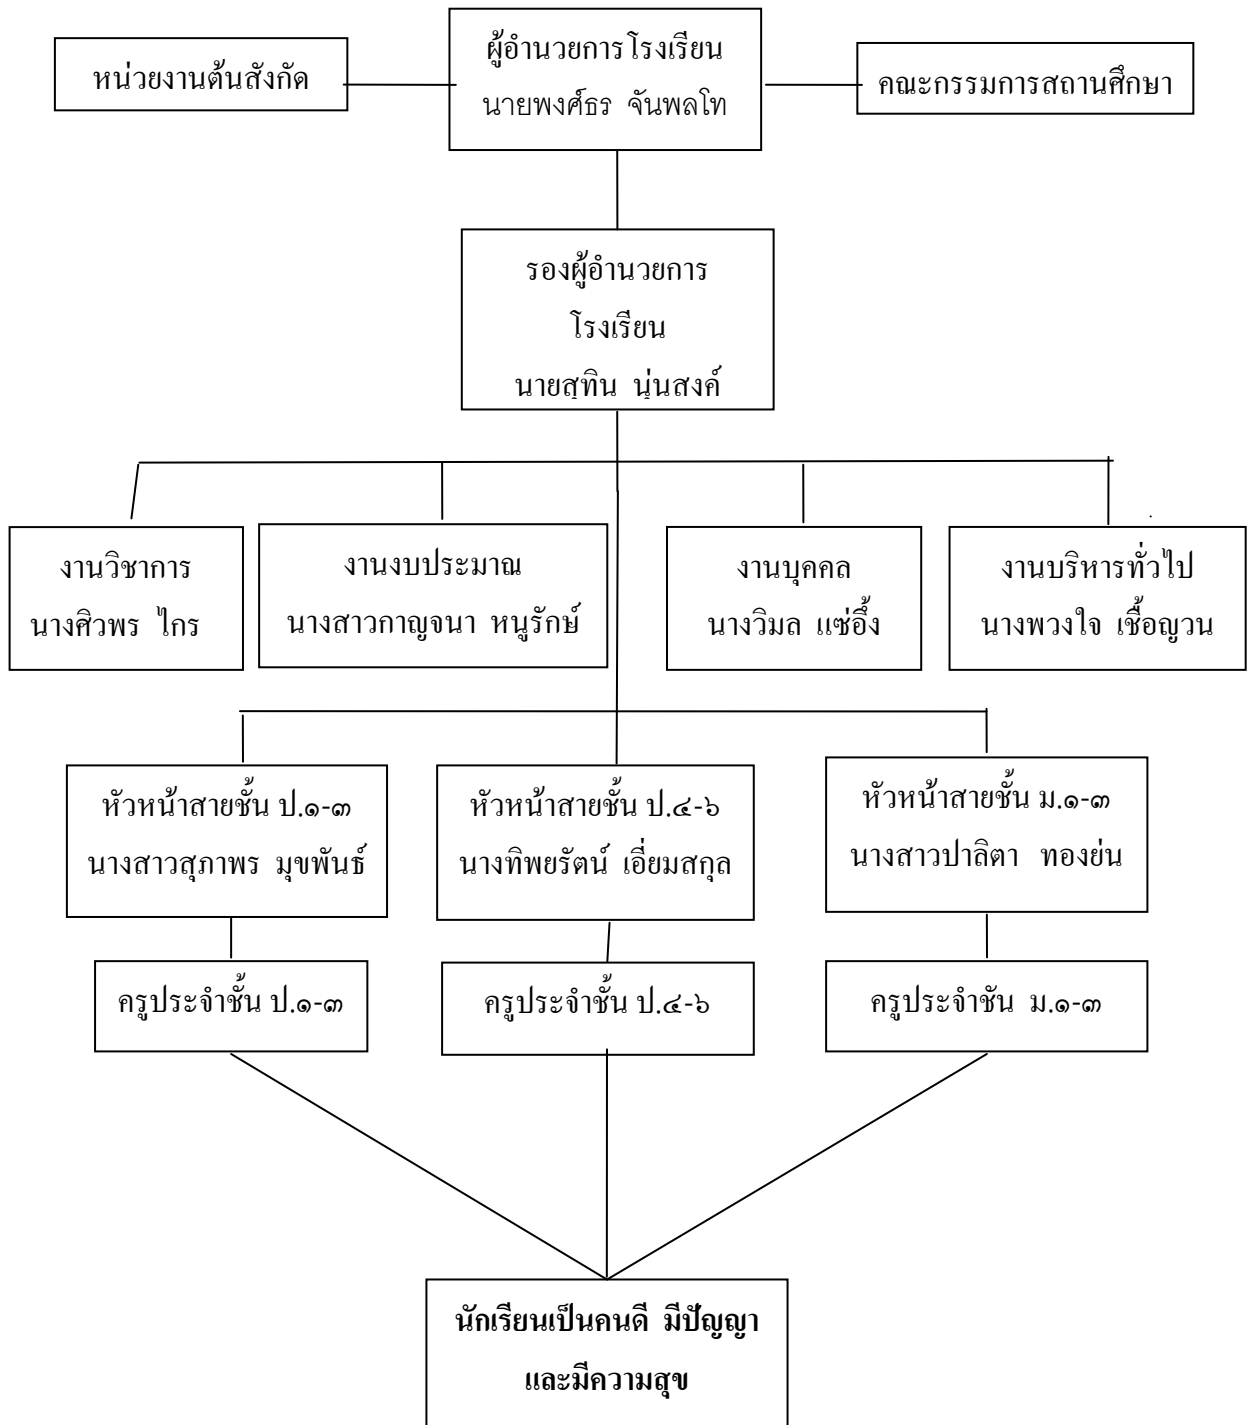 หน่วยงานต้นสังกัด
ผู้อำนวยการโรงเรียน
นายพงศ์ธร จันพลโท
คณะกรรมการสถานศึกษา
รองผู้อำนวยการ
โรงเรียน
นายสุทิน นุ่นสงค์
งานวิชาการ
นางศิวพร ไกร
งานงบประมาณ
นางสาวกาญจนา หนูรักษ์
งานบุคคล
นางวิมล แซ่อึ้ง
งานบริหารทั่วไป
นางพวงใจ เชื้อญวน
หัวหน้าสายชั้น ป.๑-๓
นางสาวสุภาพร มุขพันธ์
หัวหน้าสายชั้น ป.๔-๖
นางทิพยรัตน์ เอี่ยมสกุล
หัวหน้าสายชั้น ม.๑-๓
นางสาวปาลิตา ทองย่น
ครูประจำชั้น ป.๑-๓
ครูประจำชั้น ป.๔-๖
ครูประจำชัน ม.๑-๓
นักเรียนเป็นคนดี มีปัญญา
และมีความสุข